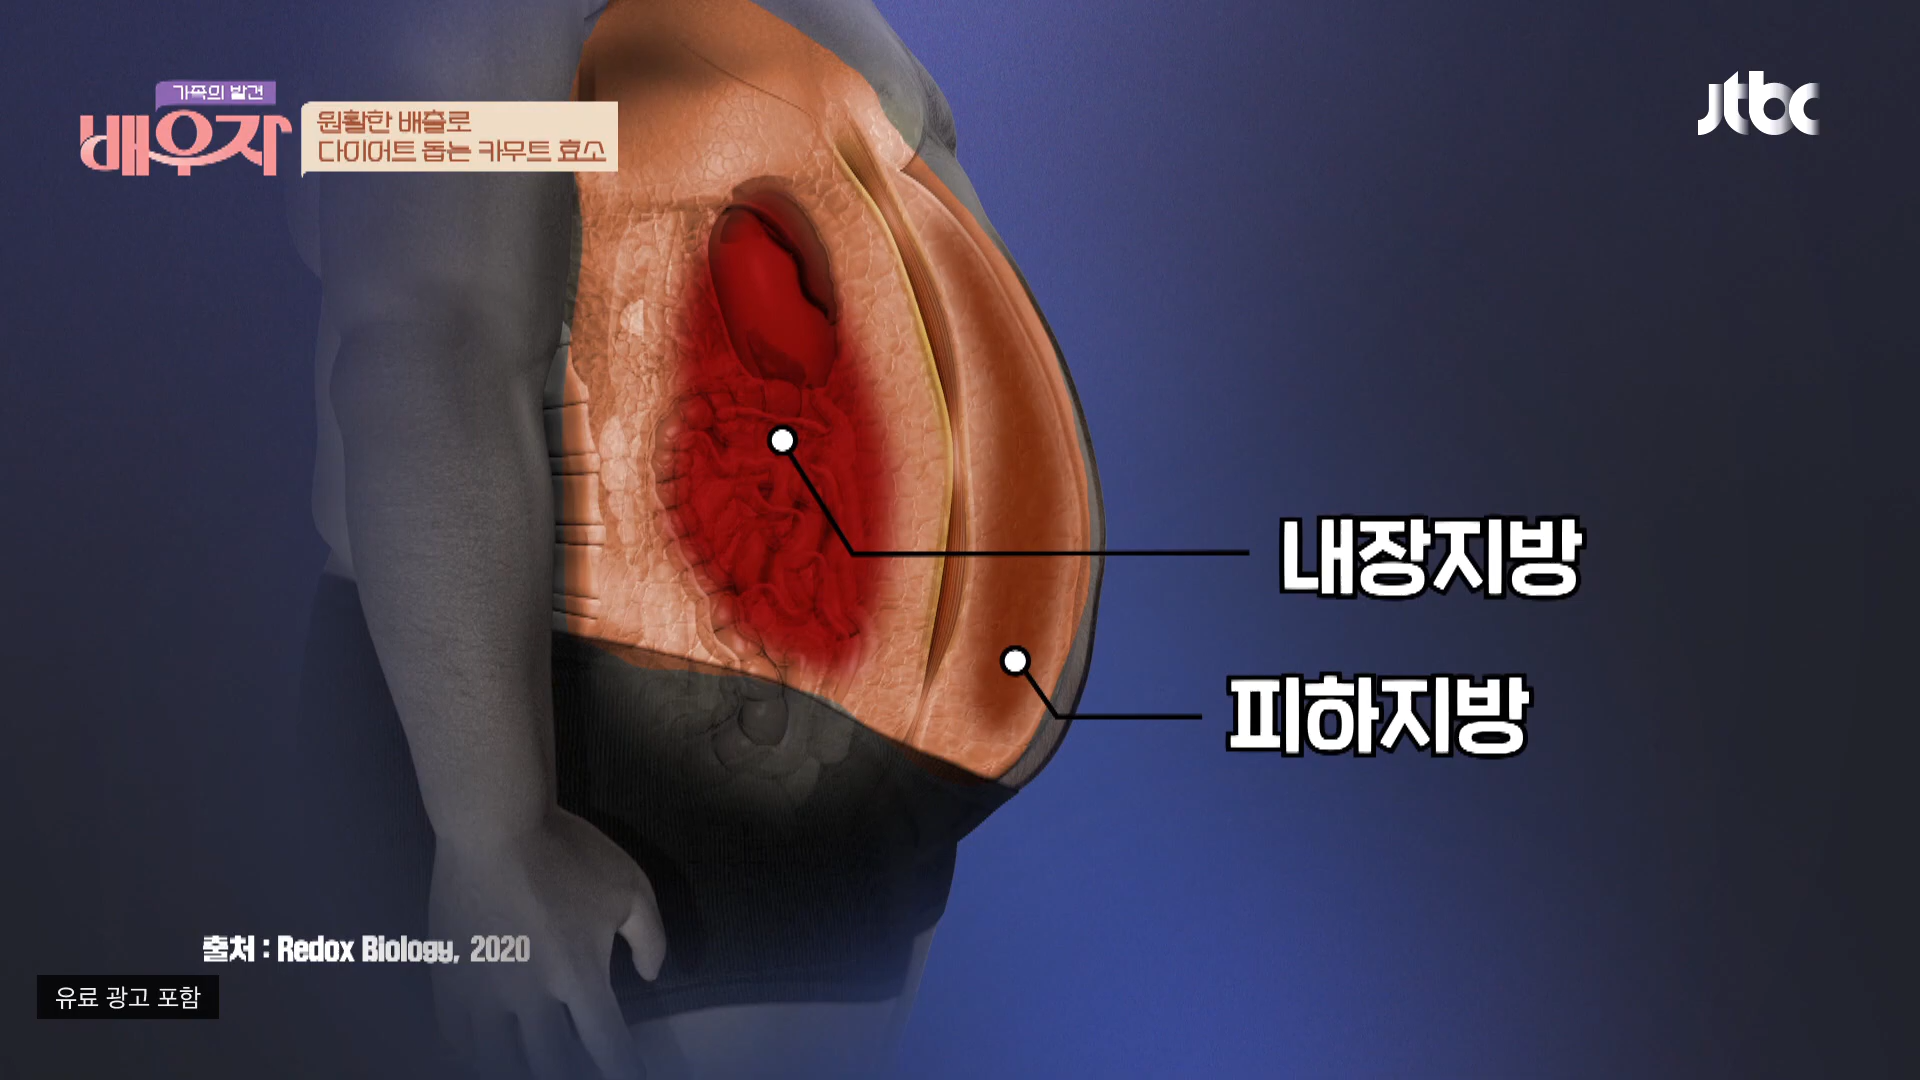 가족의 발견
배우자
원활한 배출로
다이어트 돕는 카무트 효소
jtbc
내장지방
피하지방
출처 : Redox Biology, 2020
유료 광고 포함